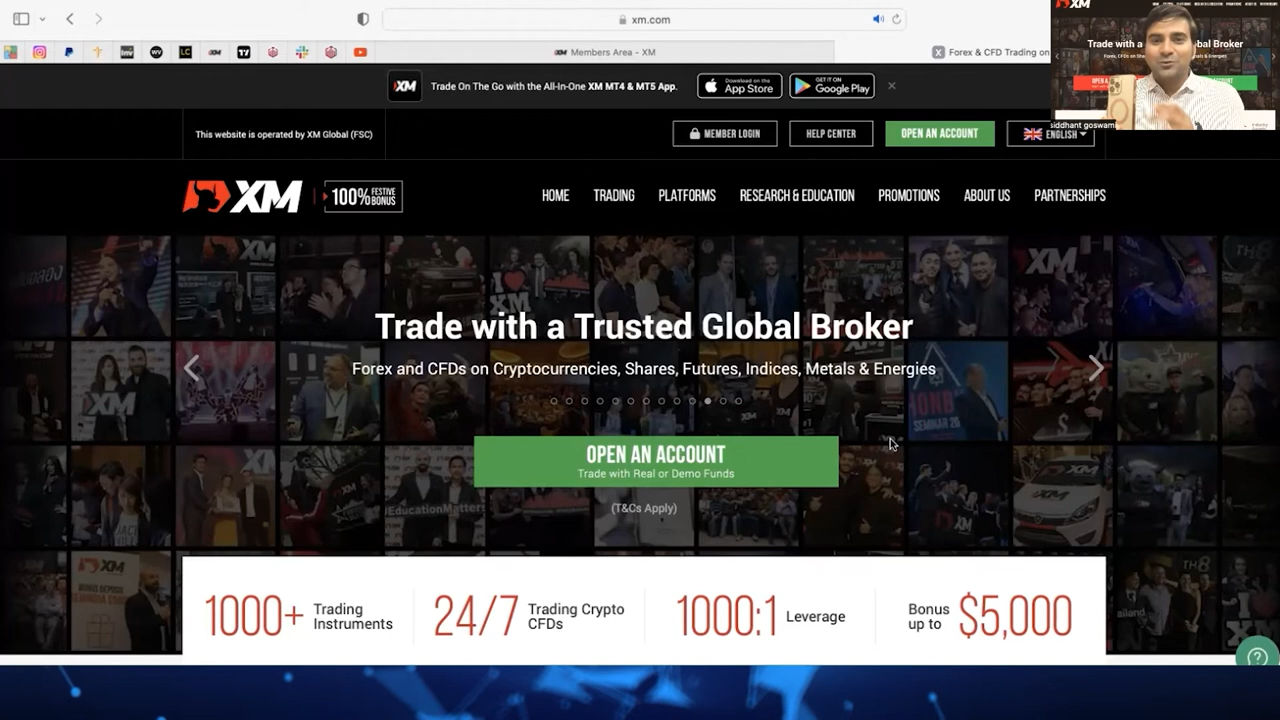 xm.com
Members Area - XM
Forex & CFD Trading on
XM
Trade On The Go with the All-In-One XM MT4 & MT5 App.
Download on the
App Store
GET IT ON
Google Play
This website is operated by XM Global (FSC)
MEMBER LOGIN
HELP CENTER
OPEN AN ACCOUNT
ENGLISH
siddhant goswami
XM
100% FESTIVE
BONUS
HOME
TRADING
PLATFORMS
RESEARCH & EDUCATION
PROMOTIONS
ABOUT US
PARTNERSHIPS
Trade with a Trusted Global Broker
Forex and CFDs on Cryptocurrencies, Shares, Futures, Indices, Metals & Energies
OPEN AN ACCOUNT
Trade with Real or Demo Funds
(T&Cs Apply)
1000+ Trading
Instruments
24/7 Trading Crypto
CFDs
1000:1 Leverage
Bonus
up to $5,000